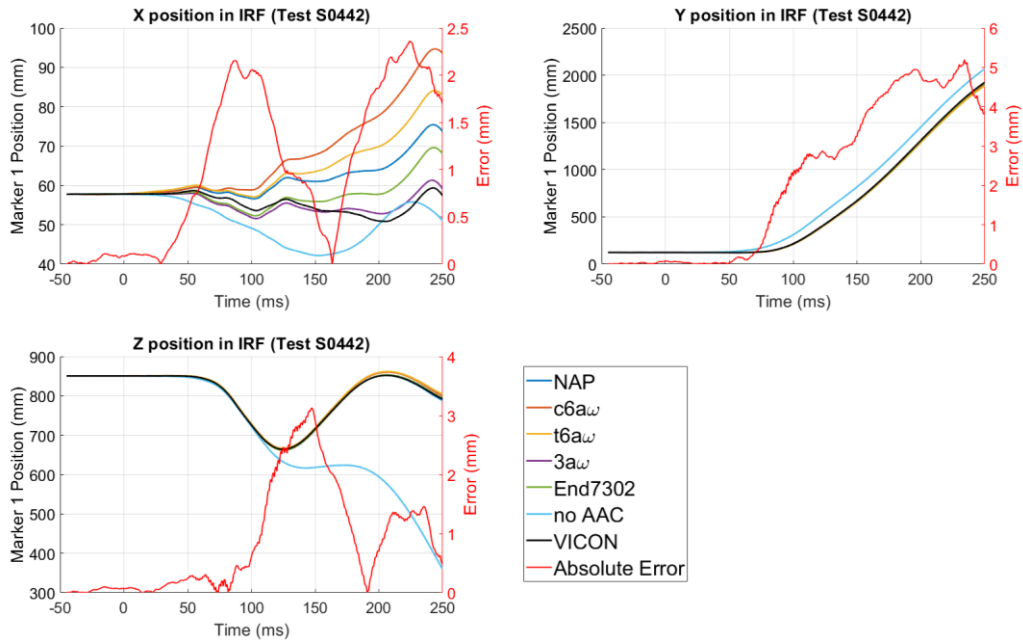 X position in IRF (Test S0442)
100
90
80
70
60
50
40
Marker 1 Position (mm)
2.5
2
1.5
1
0.5
0
Error (mm)
-50 0 50 100 150 200 250
Time (ms)
Y position in IRF (Test S0442)
2500
2000
1500
1000
500
0
Marker 1 Position (mm)
6
5
4
3
2
1
0
Error (mm)
-50 0 50 100 150 200 250
Time (ms)
Z position in IRF (Test S0442)
900
800
700
600
500
400
300
Marker 1 Position (mm)
4
3
2
1
0
Error (mm)
-50 0 50 100 150 200 250
Time (ms)
NAP
c6aω
t6aω
3aω
End7302
no AAC
VICON
Absolute Error